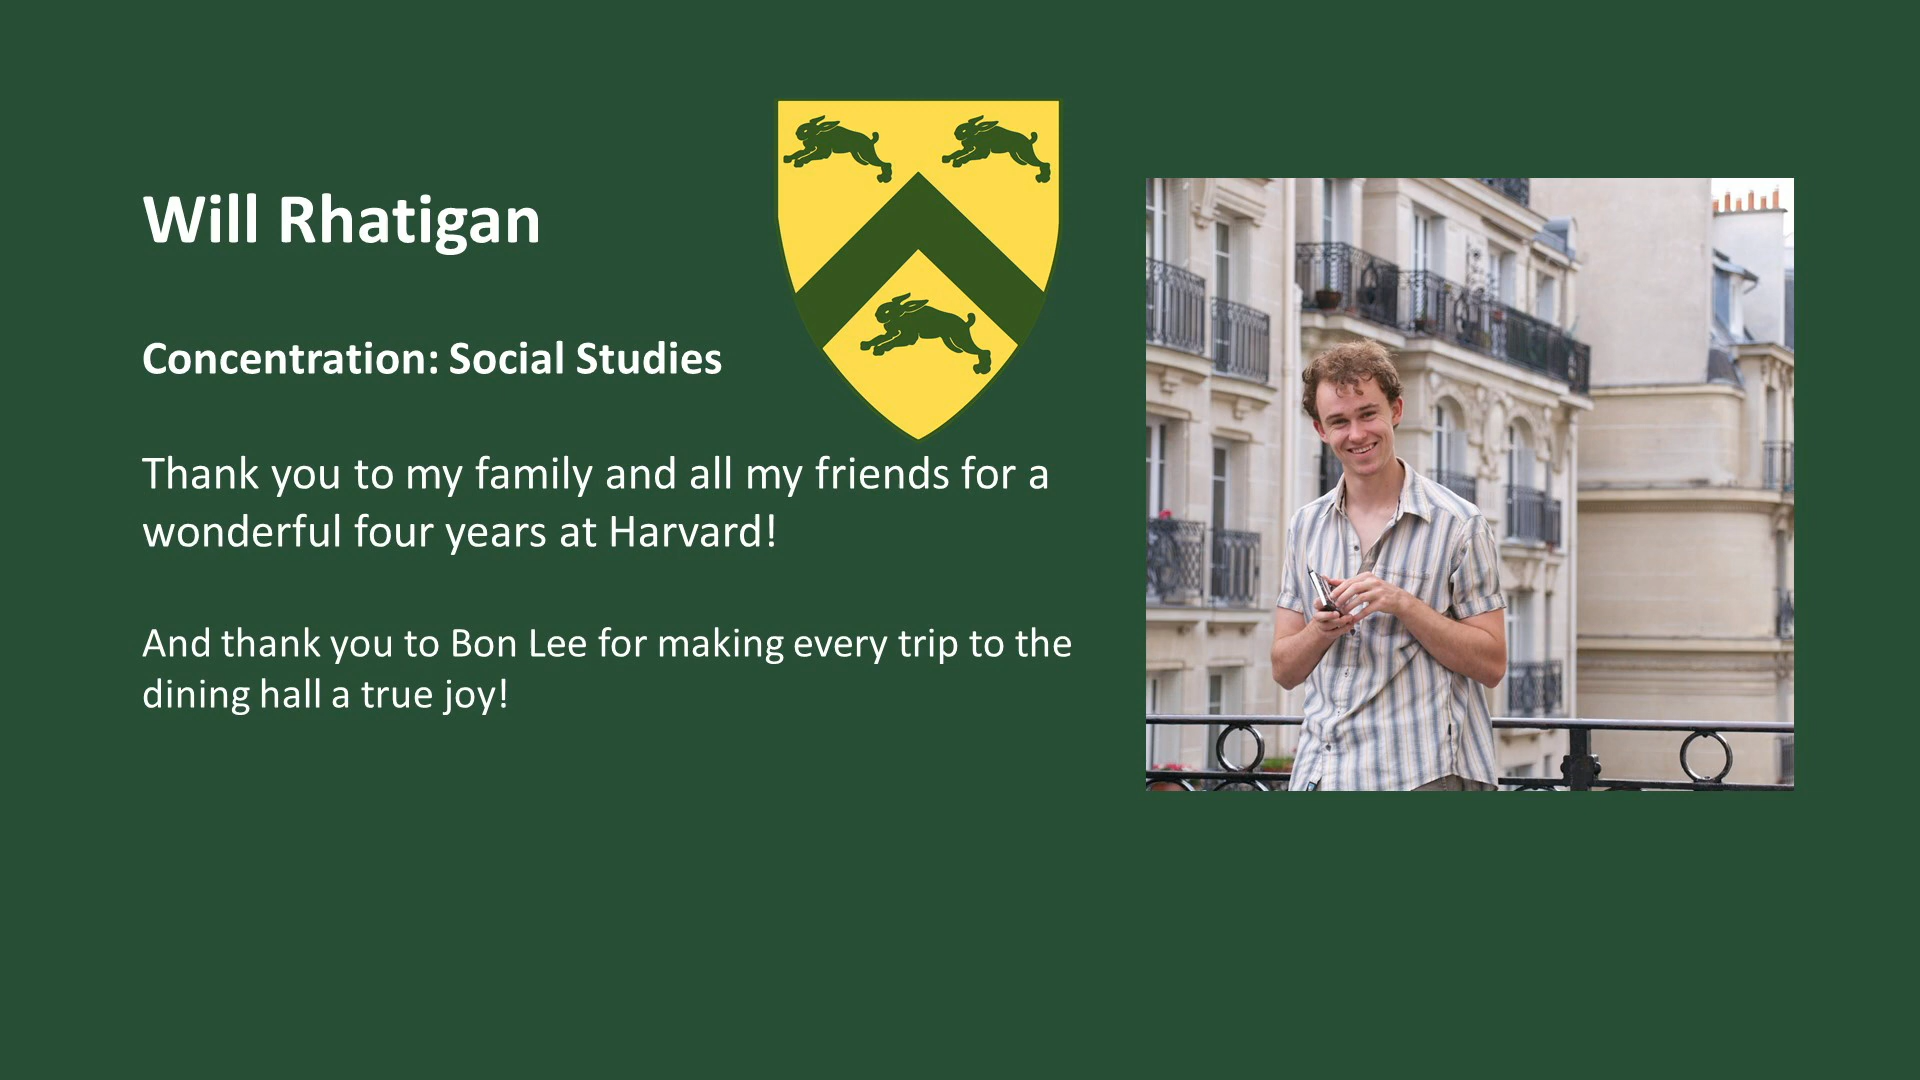 Will Rhatigan
Concentration: Social Studies
Thank you to my family and all my friends for a
wonderful four years at Harvard!
And thank you to Bon Lee for making every trip to the
dining hall a true joy!